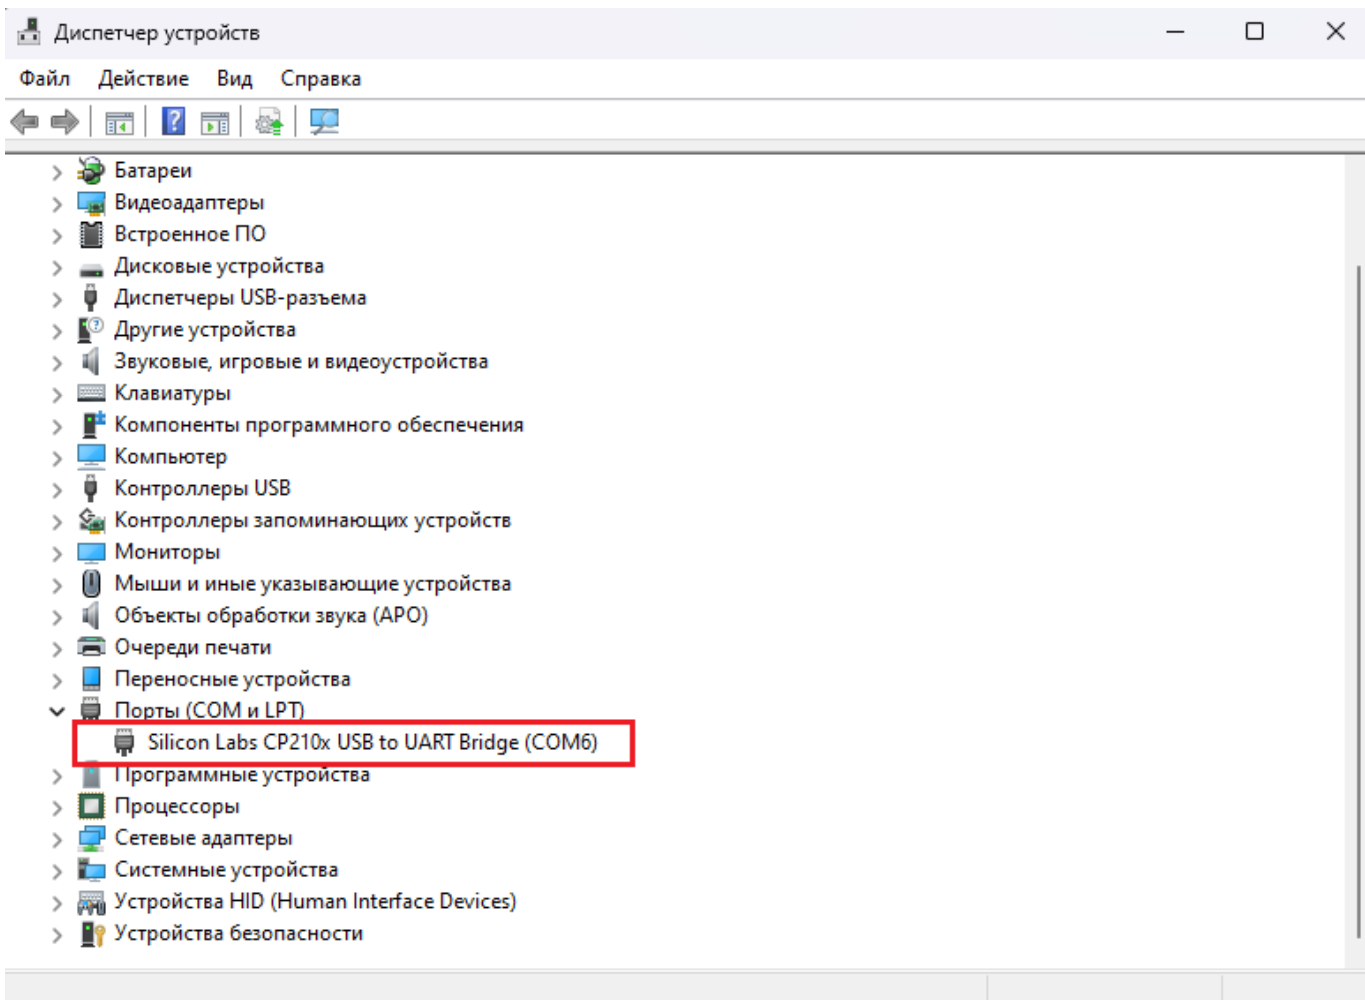 Диспетчер устройств
Файл Действие Вид Справка
Батареи
Видеоадаптеры
Встроенное ПО
Дисковые устройства
Диспетчеры USB-разъема
Другие устройства
Звуковые, игровые и видеоустройства
Клавиатуры
Компоненты программного обеспечения
Компьютер
Контроллеры USB
Контроллеры запоминающих устройств
Мониторы
Мыши и иные указывающие устройства
Объекты обработки звука (APO)
Очереди печати
Переносные устройства
Порты (COM и LPT)
Silicon Labs CP210x USB to UART Bridge (COM6)
Программные устройства
Процессоры
Сетевые адаптеры
Системные устройства
Устройства HID (Human Interface Devices)
Устройства безопасности